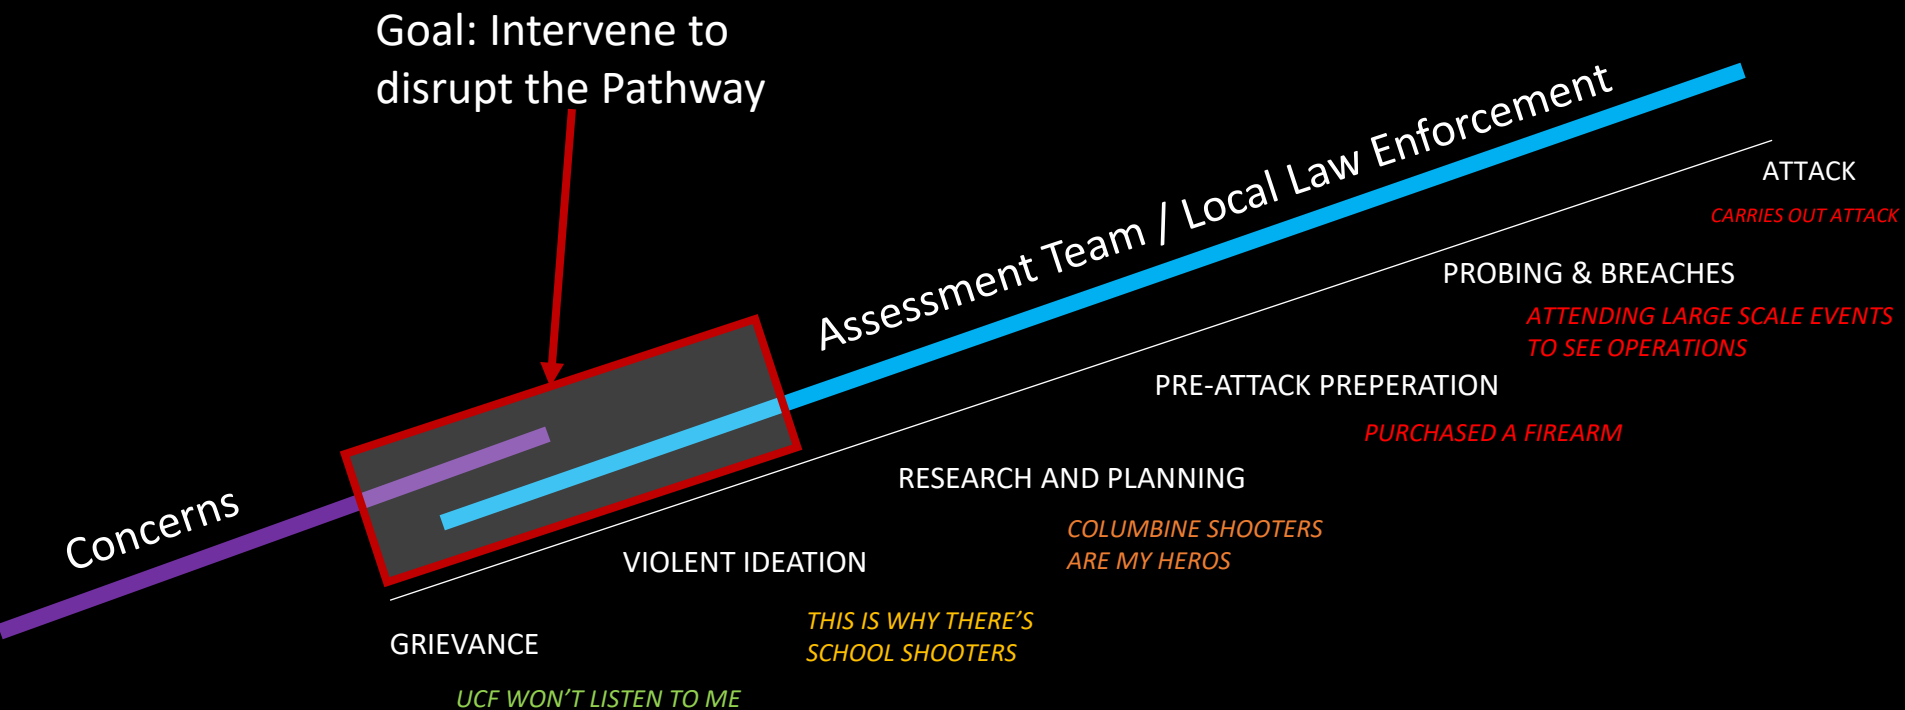 Goal: Intervene to
disrupt the Pathway
Assessment Team / Local Law Enforcement
Concerns
ATTACK
CARRIES OUT ATTACK
PROBING & BREACHES
ATTENDING LARGE SCALE EVENTS
TO SEE OPERATIONS
PRE-ATTACK PREPERATION
PURCHASED A FIREARM
RESEARCH AND PLANNING
COLUMBINE SHOOTERS
ARE MY HEROS
VIOLENT IDEATION
THIS IS WHY THERE’S
SCHOOL SHOOTERS
GRIEVANCE
UCF WON’T LISTEN TO ME